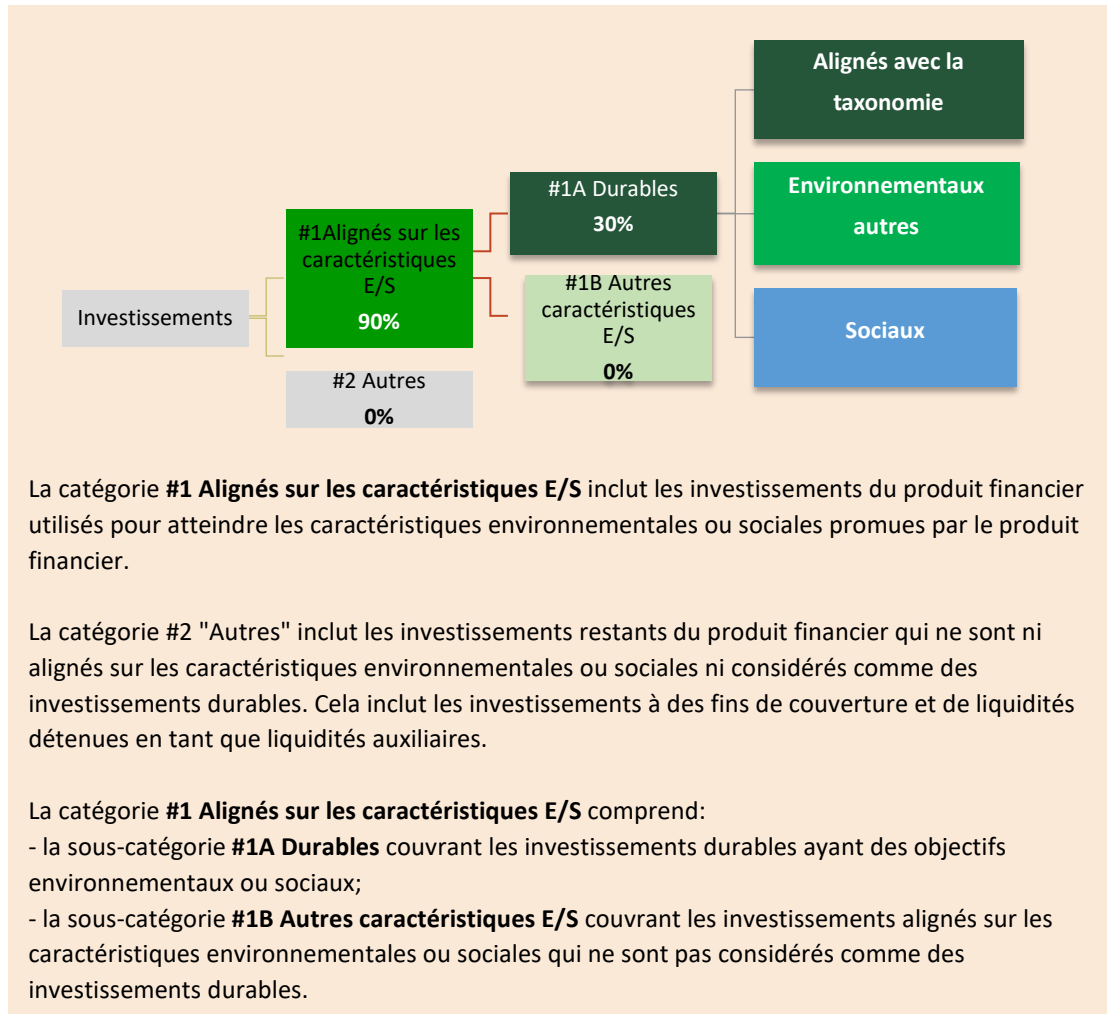 Alignés avec la
taxonomie
#1A Durables
30%
Environnementaux
autres
#1Alignés sur les
caractéristiques
E/S
90%
Investissements
#1B Autres
caractéristiques
E/S
0%
Sociaux
#2 Autres
0%
La catégorie #1 Alignés sur les caractéristiques E/S inclut les investissements du produit financier
utilisés pour atteindre les caractéristiques environnementales ou sociales promues par le produit
financier.
La catégorie #2 "Autres" inclut les investissements restants du produit financier qui ne sont ni
alignés sur les caractéristiques environnementales ou sociales ni considérés comme des
investissements durables. Cela inclut les investissements à des fins de couverture et de liquidités
détenues en tant que liquidités auxiliaires.
La catégorie #1 Alignés sur les caractéristiques E/S comprend:
- la sous-catégorie #1A Durables couvrant les investissements durables ayant des objectifs
environnementaux ou sociaux;
- la sous-catégorie #1B Autres caractéristiques E/S couvrant les investissements alignés sur les
caractéristiques environnementales ou sociales qui ne sont pas considérés comme des
investissements durables.